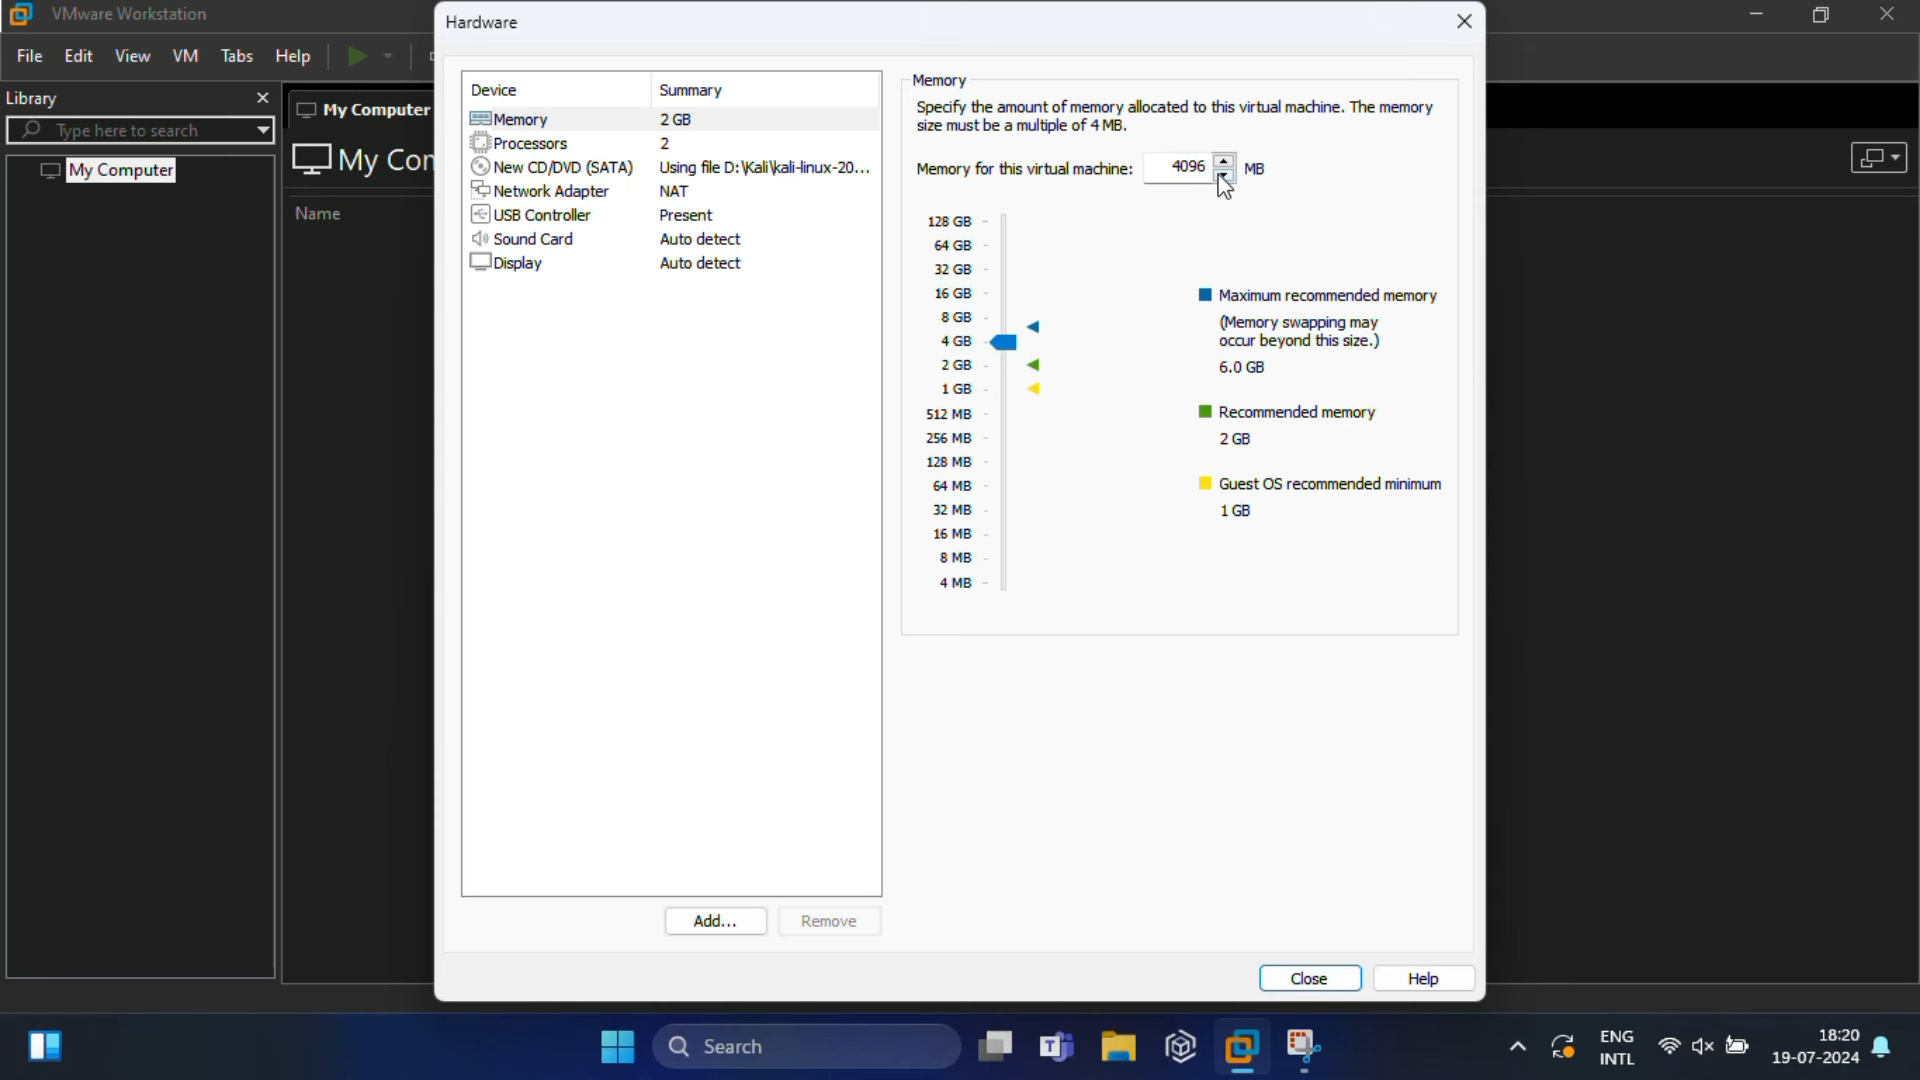 VMware Workstation
File Edit View VM Tabs Help
Library
Type here to search
My Computer
My Computer
My Con
Name
Hardware
Device Summary
Memory 2 GB
Processors 2
New CD/DVD (SATA) Using file D:\Kali\kali-linux-20...
Network Adapter NAT
USB Controller Present
Sound Card Auto detect
Display Auto detect
Add... Remove
Memory
Specify the amount of memory allocated to this virtual machine. The memory
size must be a multiple of 4 MB.
Memory for this virtual machine: 4096 MB
128 GB
64 GB
32 GB
16 GB
8 GB
4 GB
2 GB
1 GB
512 MB
256 MB
128 MB
64 MB
32 MB
16 MB
8 MB
4 MB
Maximum recommended memory
(Memory swapping may
occur beyond this size.)
6.0 GB
Recommended memory
2 GB
Guest OS recommended minimum
1 GB
Close Help
Search
ENG
INTL
18:20
19-07-2024